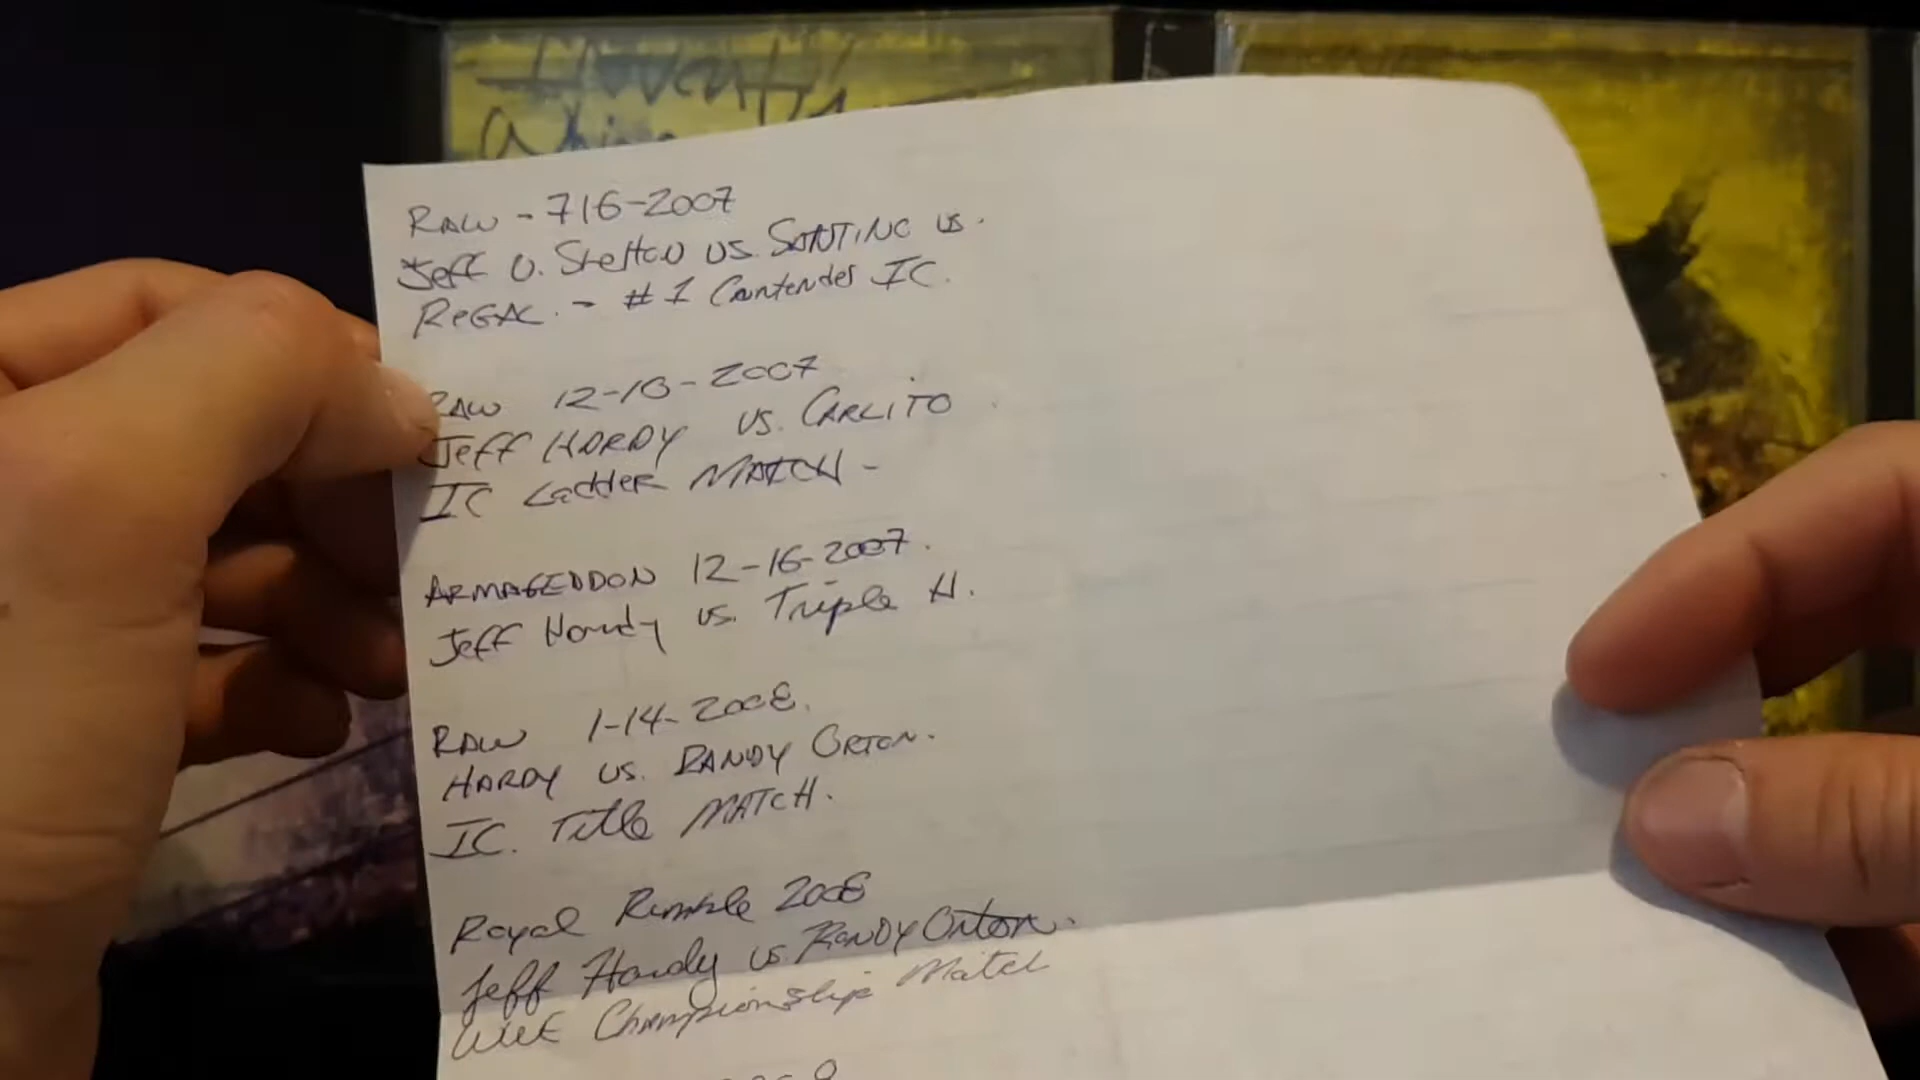 RAW - 716-2007
Jeff v. Shelton vs. SANTINO vs.
ReGAL. - #1 Contender IC.
RAW 12-10-2007
Jeff HARDY vs. CARLITO
IC Ladder MATCH -
ARMAGEDDON 12-16-2007.
Jeff Hardy vs. Triple H.
RAW 1-14-2008.
HARDY vs. RANDY ORTON.
IC. Title MATCH.
Royal Rumble 2008
Jeff Hardy vs. RANDY Orton.
WWE Championship Match